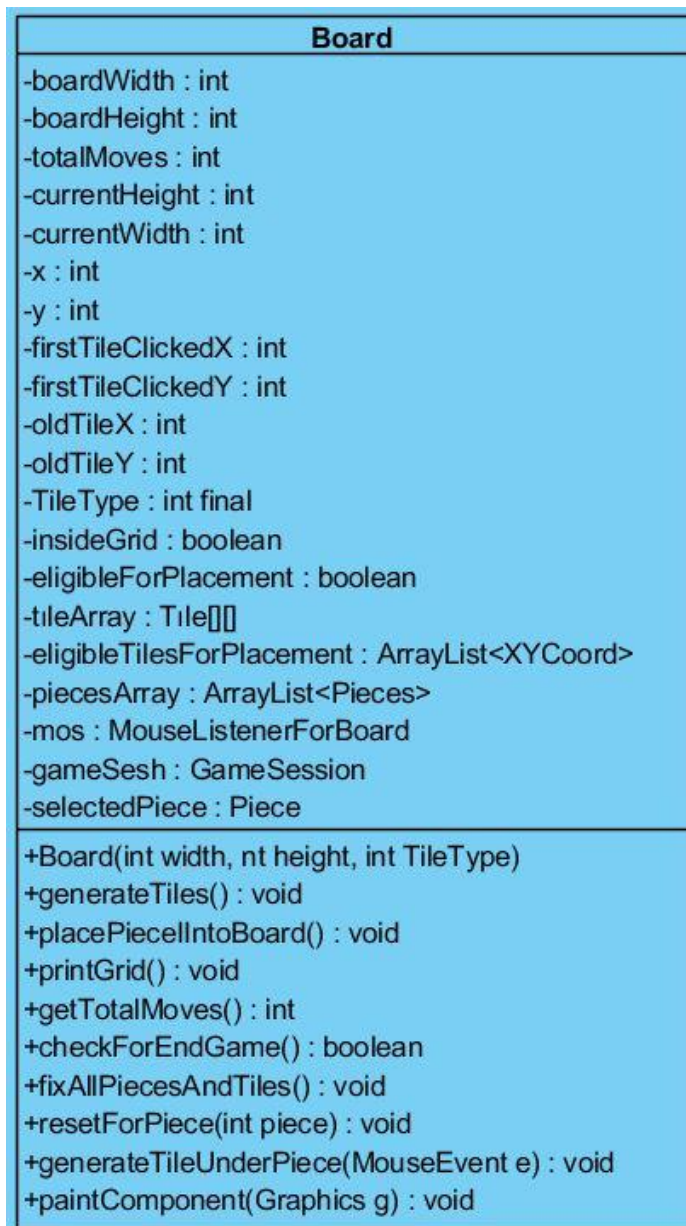 Board
-boardWidth : int
-boardHeight : int
-totalMoves : int
-currentHeight : int
-currentWidth : int
-x : int
-y : int
-firstTileClickedX : int
-firstTileClickedY : int
-oldTileX : int
-oldTileY : int
-TileType : int final
-insideGrid : boolean
-eligibleForPlacement : boolean
-tıleArray : Tıle[][]
-eligibleTilesForPlacement : ArrayList<XYCoord>
-piecesArray : ArrayList<Pieces>
-mos : MouseListenerForBoard
-gameSesh : GameSession
-selectedPiece : Piece
+Board(int width, nt height, int TileType)
+generateTiles() : void
+placePieceIIntoBoard() : void
+printGrid() : void
+getTotalMoves() : int
+checkForEndGame() : boolean
+fixAllPiecesAndTiles() : void
+resetForPiece(int piece) : void
+generateTileUnderPiece(MouseEvent e) : void
+paintComponent(Graphics g) : void